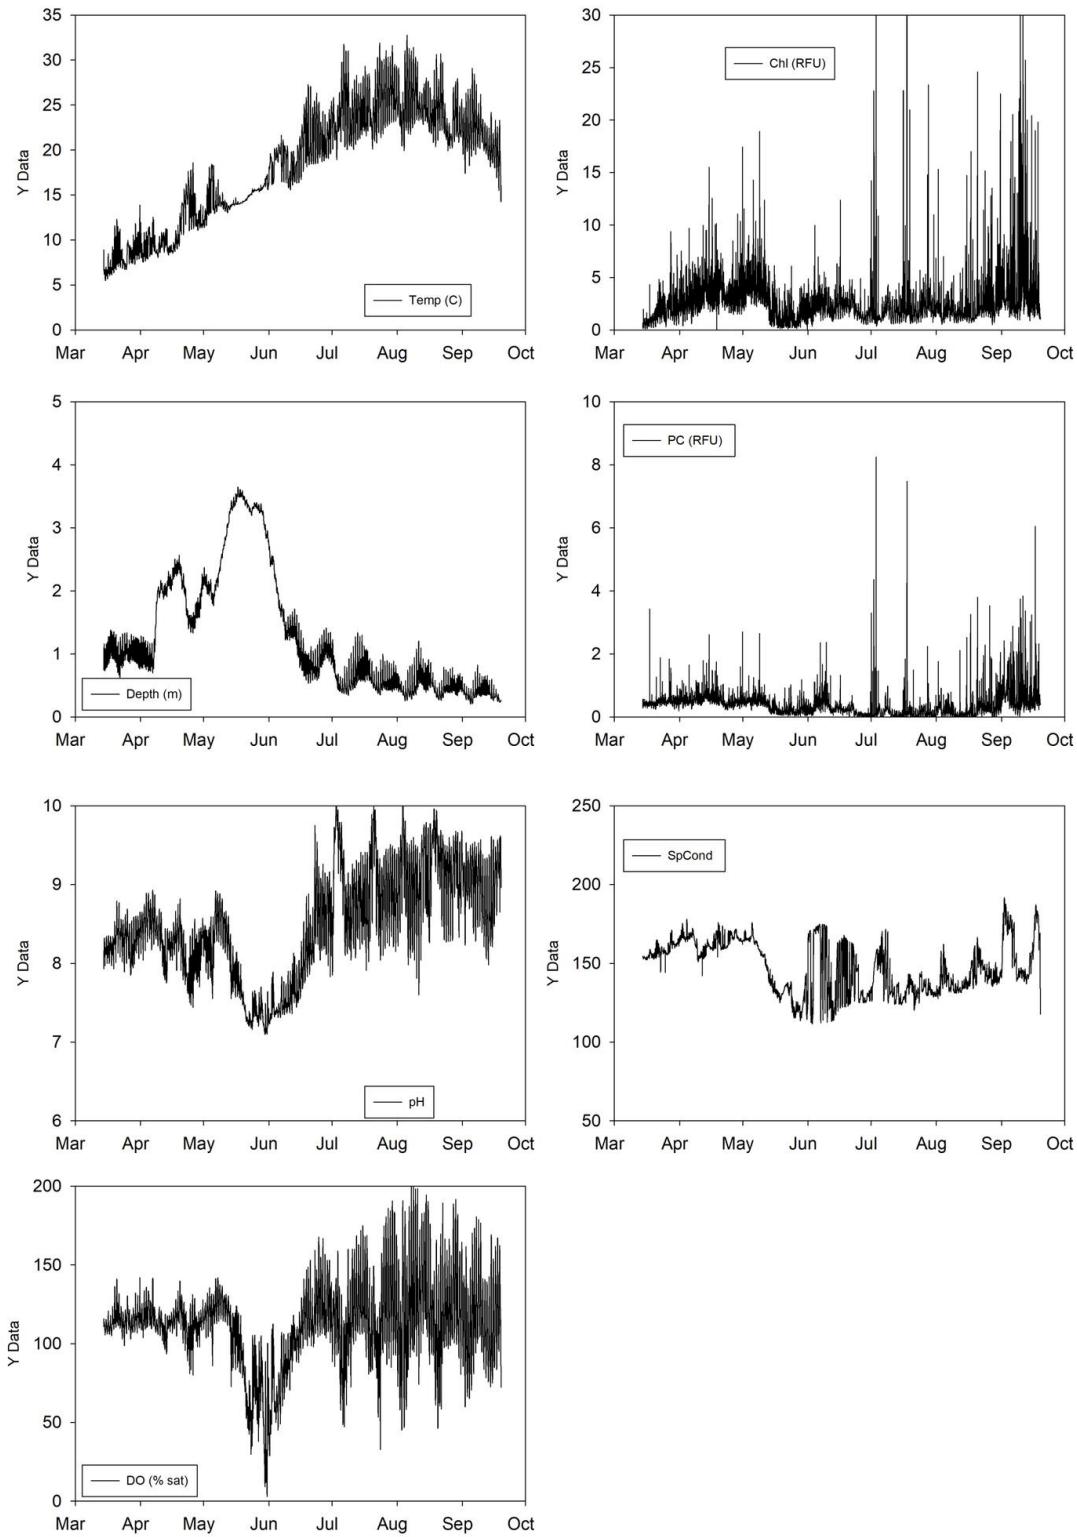 35
30
25
20
15
10
5
0
Y Data
Temp (C)
Mar Apr May Jun Jul Aug Sep Oct
30
25
20
15
10
5
0
Y Data
Chl (RFU)
Mar Apr May Jun Jul Aug Sep Oct
5
4
3
2
1
0
Y Data
Depth (m)
Mar Apr May Jun Jul Aug Sep Oct
10
8
6
4
2
0
Y Data
PC (RFU)
Mar Apr May Jun Jul Aug Sep Oct
10
9
8
7
6
Y Data
pH
Mar Apr May Jun Jul Aug Sep Oct
250
200
150
100
50
Y Data
SpCond
Mar Apr May Jun Jul Aug Sep Oct
200
150
100
50
0
Y Data
DO (% sat)
Mar Apr May Jun Jul Aug Sep Oct